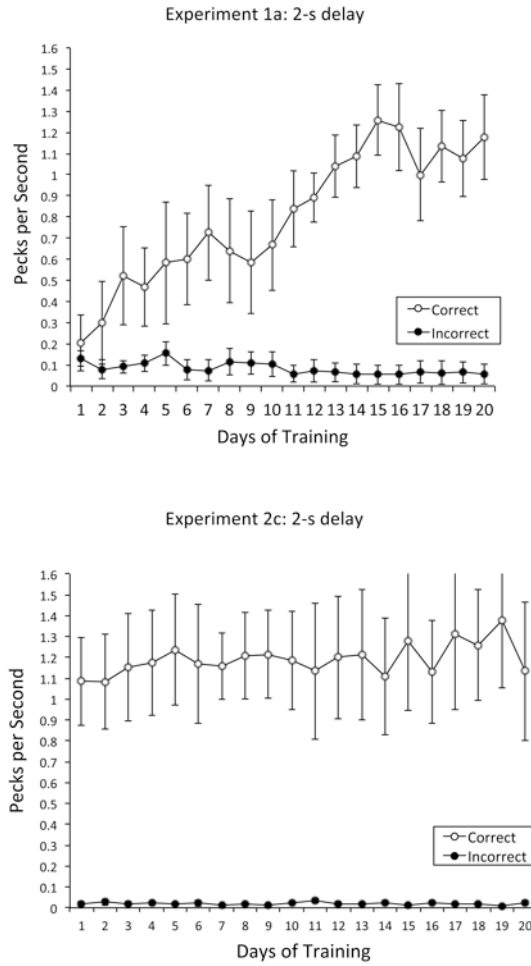 Experiment 1a: 2-s delay
1.6
1.5
1.4
1.3
1.2
1.1
1
0.9
0.8
0.7
0.6
0.5
0.4
0.3
0.2
0.1
0
Pecks per Second
Correct
Incorrect
1 2 3 4 5 6 7 8 9 10 11 12 13 14 15 16 17 18 19 20
Days of Training
Experiment 2c: 2-s delay
1.6
1.5
1.4
1.3
1.2
1.1
1
0.9
0.8
0.7
0.6
0.5
0.4
0.3
0.2
0.1
0
Pecks per Second
Correct
Incorrect
1 2 3 4 5 6 7 8 9 10 11 12 13 14 15 16 17 18 19 20
Days of Training